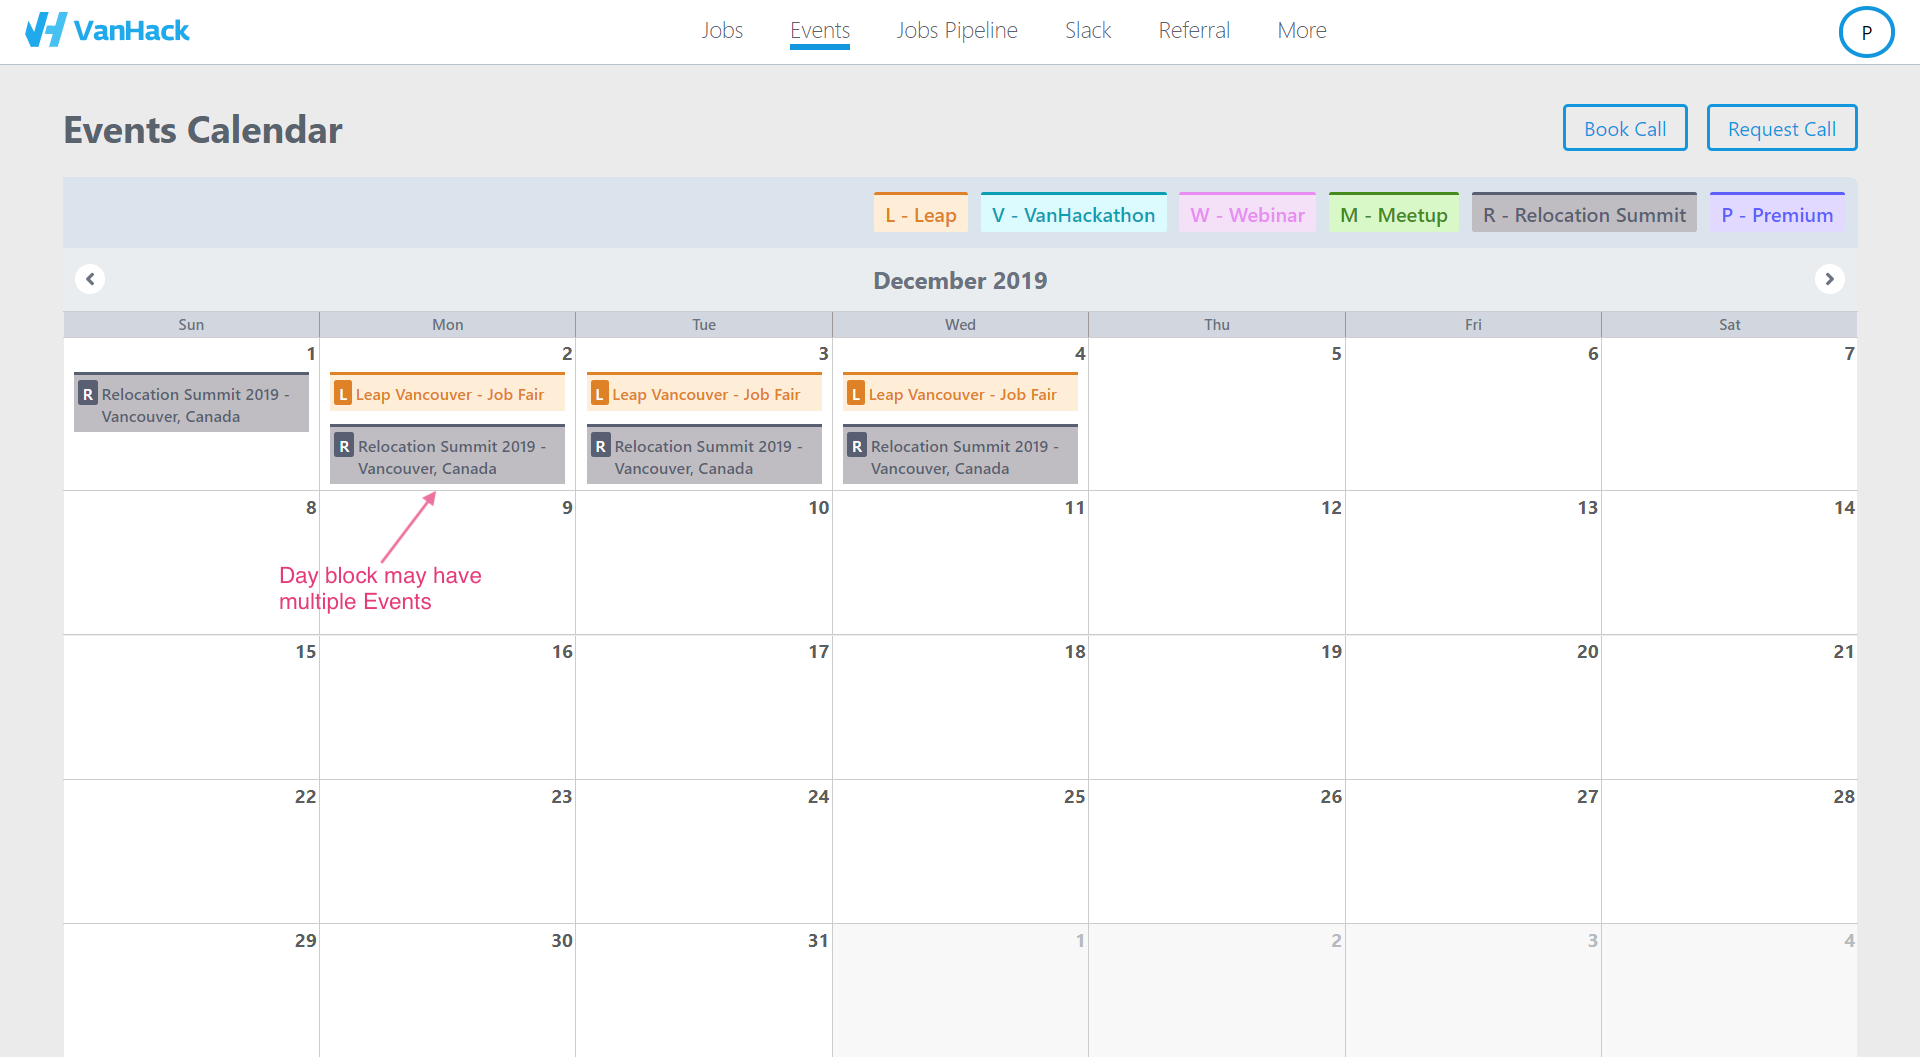 VanHack
Jobs Events Jobs Pipeline Slack Referral More
P
Events Calendar
Book Call Request Call
L - Leap V - VanHackathon W - Webinar M - Meetup R - Relocation Summit P - Premium
December 2019
Sun Mon Tue Wed Thu Fri Sat
1 2 3 4 5 6 7
R Relocation Summit 2019 -
Vancouver, Canada
L Leap Vancouver - Job Fair
R Relocation Summit 2019 -
Vancouver, Canada
L Leap Vancouver - Job Fair
R Relocation Summit 2019 -
Vancouver, Canada
L Leap Vancouver - Job Fair
R Relocation Summit 2019 -
Vancouver, Canada
8 9 10 11 12 13 14
Day block may have
multiple Events
15 16 17 18 19 20 21
22 23 24 25 26 27 28
29 30 31 1 2 3 4